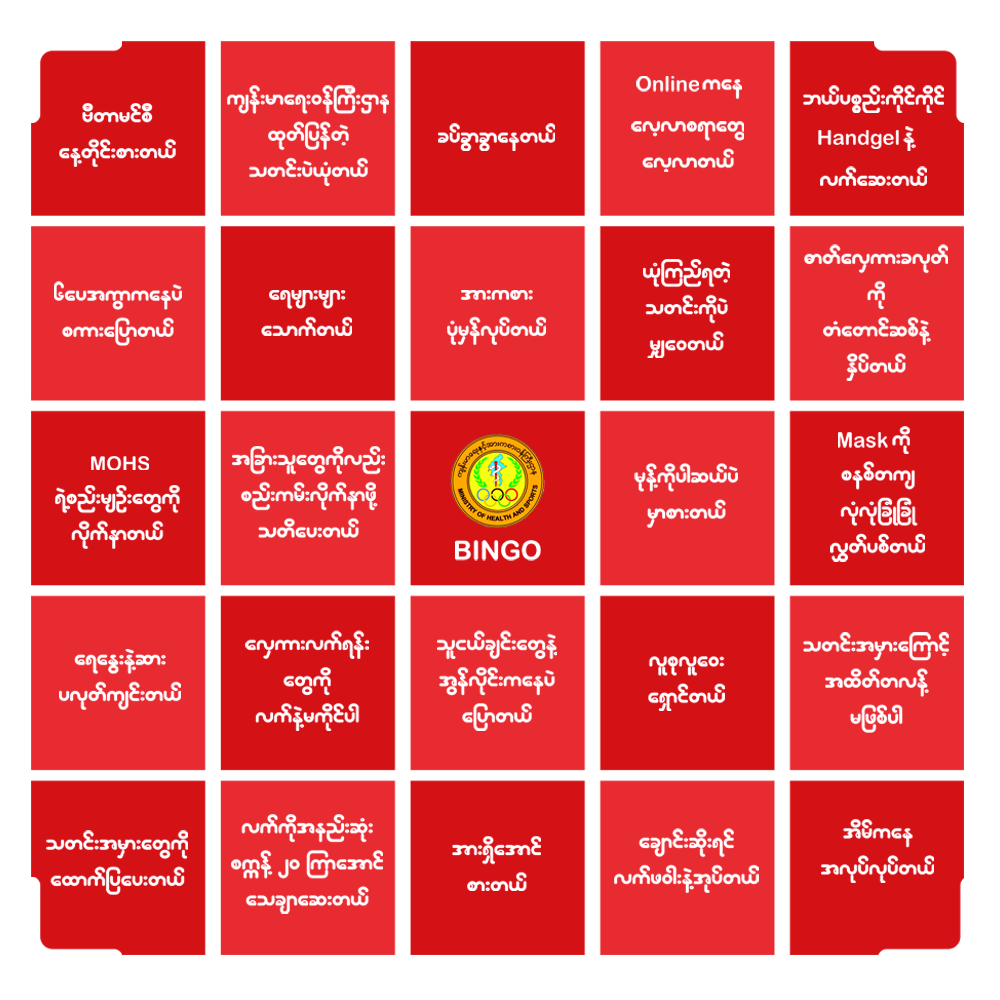 ဗီတာမင်စီ
နေ့တိုင်းစားတယ်
ကျန်းမာရေးဝန်ကြီးဌာန
ထုတ်ပြန်တဲ့
သတင်းပဲယုံတယ်
ခပ်ခွာခွာနေတယ်
Onlineကနေ
လေ့လာစရာတွေ
လေ့လာတယ်
ဘယ်ပစ္စည်းကိုင်ကိုင်
Handgel နဲ့
လက်ဆေးတယ်
၆ပေအကွာကနေပဲ
စကားပြောတယ်
ရေများများ
သောက်တယ်
အားကစား
ပုံမှန်လုပ်တယ်
ယုံကြည်ရတဲ့
သတင်းကိုပဲ
မျှဝေတယ်
ဓာတ်လှေကားခလုတ်
ကို
တံတောင်ဆစ်နဲ့
နှိပ်တယ်
MOHS
ရဲ့စည်းမျဉ်းတွေကို
လိုက်နာတယ်
အခြားသူတွေကိုလည်း
စည်းကမ်းလိုက်နာဖို့
သတိပေးတယ်
ကျန်းမာရေးနှင့်အားကစားဝန်ကြီးဌာန
MINISTRY OF HEALTH AND SPORTS
BINGO
မုန့်ကိုပါဆယ်ပဲ
မှာစားတယ်
Mask ကို
စနစ်တကျ
လုံလုံခြုံခြုံ
လွှတ်ပစ်တယ်
ရေနွေးနဲ့ဆား
ပလုတ်ကျင်းတယ်
လှေကားလက်ရန်း
တွေကို
လက်နဲ့မကိုင်ပါ
သူငယ်ချင်းတွေနဲ့
အွန်လိုင်းကနေပဲ
ပြောတယ်
လူစုလူဝေး
ရှောင်တယ်
သတင်းအမှားကြောင့်
အထိတ်တလန့်
မဖြစ်ပါ
သတင်းအမှားတွေကို
ထောက်ပြပေးတယ်
လက်ကိုအနည်းဆုံး
စက္ကန့် ၂၀ ကြာအောင်
သေချာဆေးတယ်
အားရှိအောင်
စားတယ်
ချောင်းဆိုးရင်
လက်ဖဝါးနဲ့အုပ်တယ်
အိမ်ကနေ
အလုပ်လုပ်တယ်